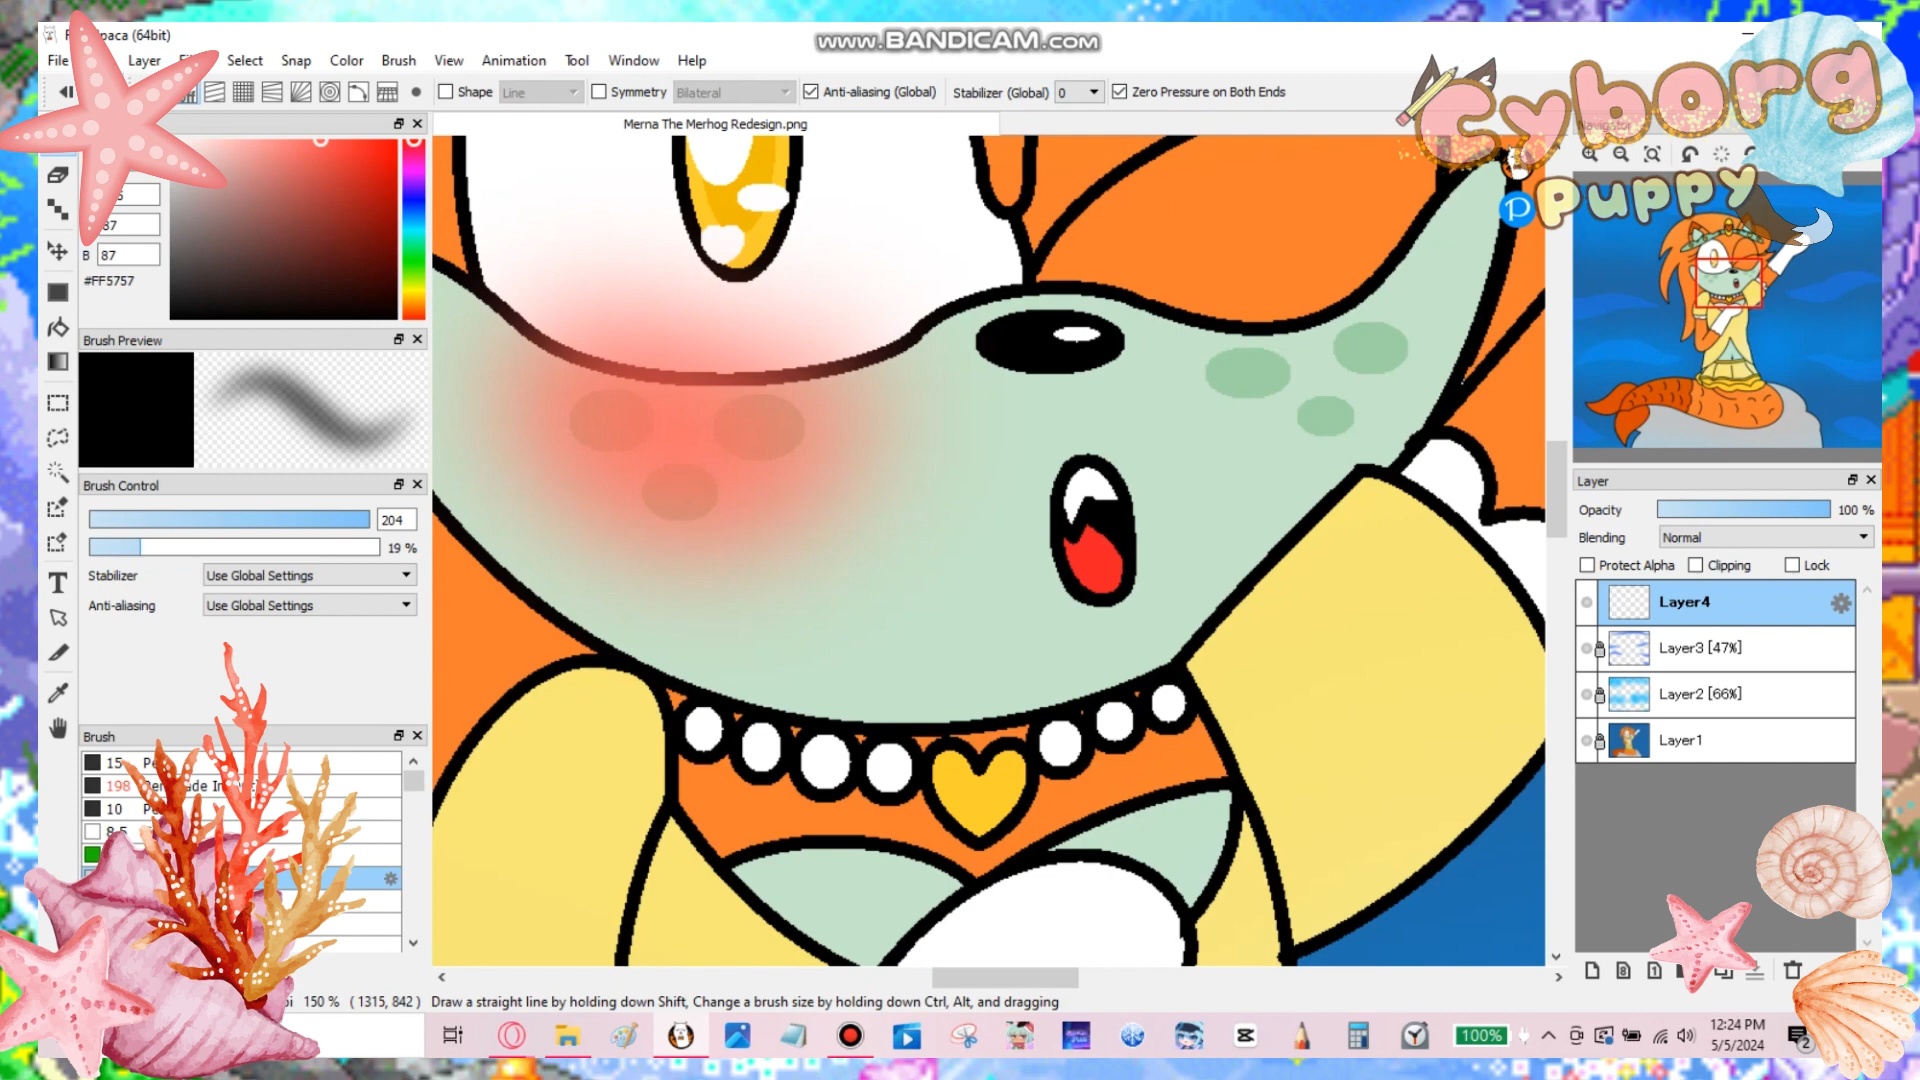 paca (64bit)
www.BANDICAM.com
File Layer Select Snap Color Brush View Animation Tool Window Help
Shape Line Symmetry Bilateral Anti-aliasing (Global) Stabilizer (Global) 0 Zero Pressure on Both Ends
Merna The Merhog Redesign.png
Cyborg
puppy
P
Navigator
87
B 87
#FF5757
Brush Preview
Brush Control
204
19 %
Stabilizer Use Global Settings
Anti-aliasing Use Global Settings
Brush
15 Pe
198
10
8.5
Layer
Opacity 100 %
Blending Normal
Protect Alpha Clipping Lock
Layer4
Layer3 [47%]
Layer2 [66%]
Layer1
150 % ( 1315, 842 ) Draw a straight line by holding down Shift, Change a brush size by holding down Ctrl, Alt, and dragging
100%
12:24 PM
5/5/2024
2